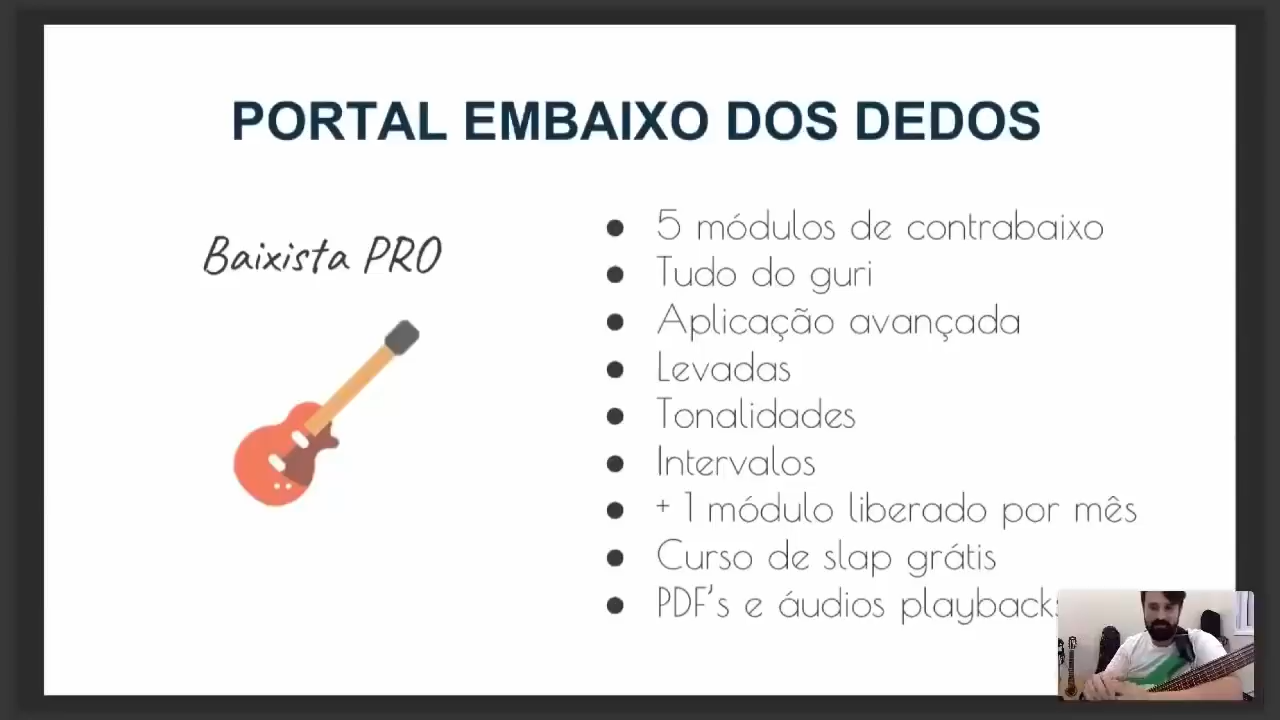 PORTAL EMBAIXO DOS DEDOS
Baixista PRO
● 5 módulos de contrabaixo
● Tudo do guri
● Aplicação avançada
● Levadas
● Tonalidades
● Intervalos
● + 1 módulo liberado por mês
● Curso de slap grátis
● PDF's e áudios playbacks